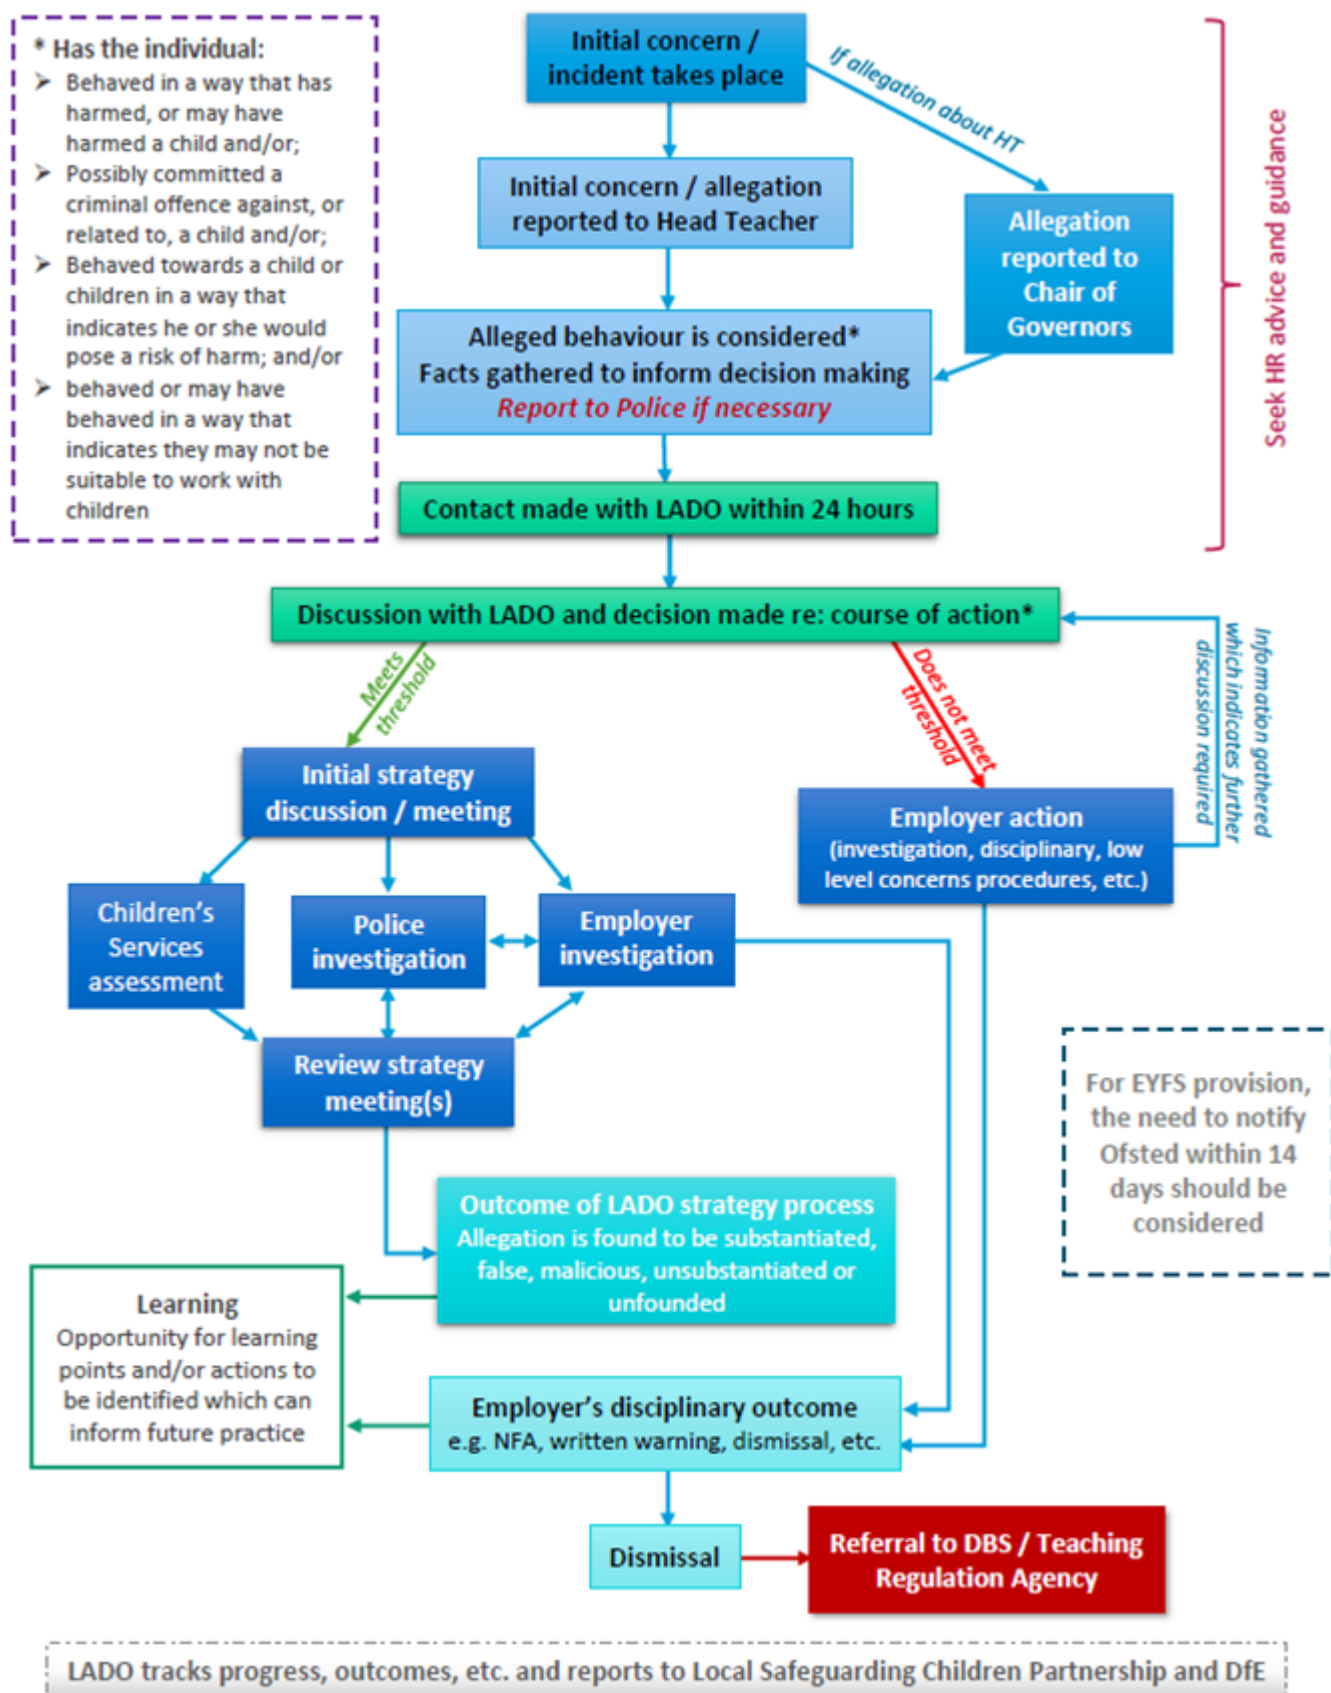 * Has the individual:
➢ Behaved in a way that has
harmed, or may have
harmed a child and/or;
➢ Possibly committed a
criminal offence against, or
related to, a child and/or;
➢ Behaved towards a child or
children in a way that
indicates he or she would
pose a risk of harm; and/or
➢ behaved or may have
behaved in a way that
indicates they may not be
suitable to work with
children
Initial concern /
incident takes place
If allegation about HT
Initial concern / allegation
reported to Head Teacher
Allegation
reported to
Chair of
Governors
Seek HR advice and guidance
Alleged behaviour is considered*
Facts gathered to inform decision making
Report to Police if necessary
Contact made with LADO within 24 hours
Discussion with LADO and decision made re: course of action*
Meets
threshold
Does not meet
threshold
Information gathered
which indicates further
discussion required
Initial strategy
discussion / meeting
Employer action
(investigation, disciplinary, low
level concerns procedures, etc.)
Children's
Services
assessment
Police
investigation
Employer
investigation
Review strategy
meeting(s)
For EYFS provision,
the need to notify
Ofsted within 14
days should be
considered
Outcome of LADO strategy process
Allegation is found to be substantiated,
false, malicious, unsubstantiated or
unfounded
Learning
Opportunity for learning
points and/or actions to
be identified which can
inform future practice
Employer's disciplinary outcome
e.g. NFA, written warning, dismissal, etc.
Dismissal
Referral to DBS / Teaching
Regulation Agency
LADO tracks progress, outcomes, etc. and reports to Local Safeguarding Children Partnership and DfE